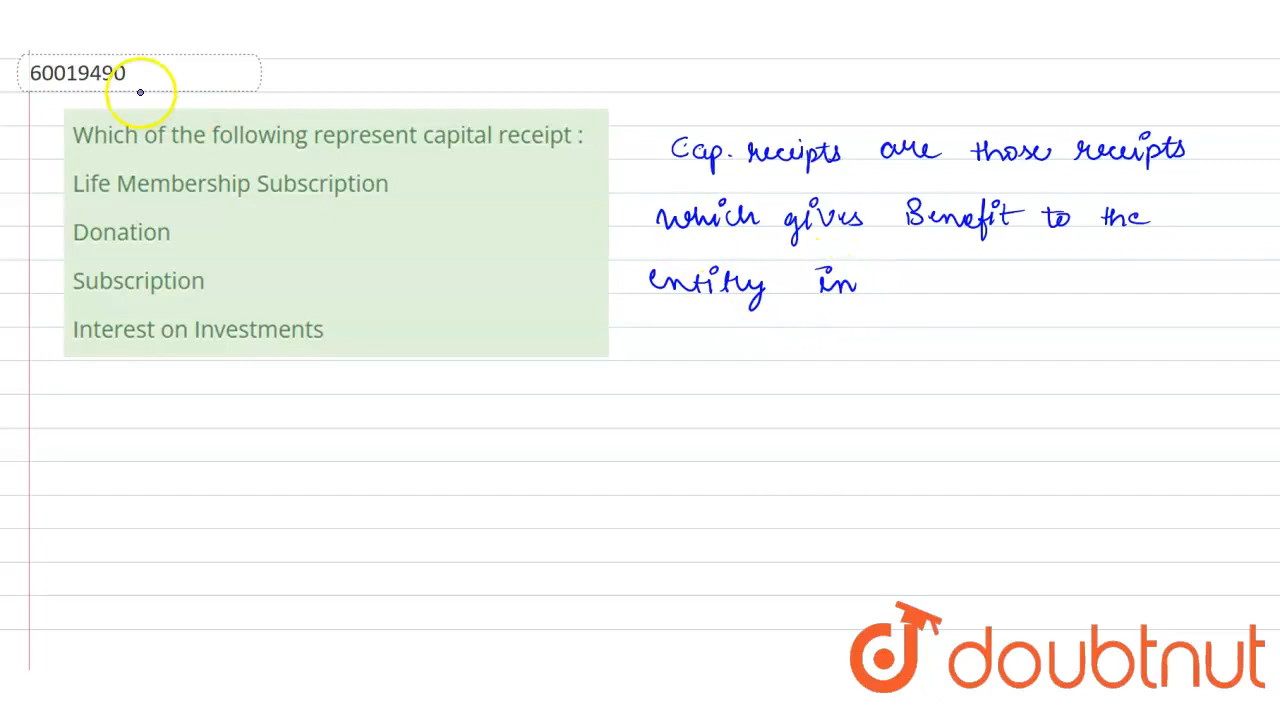 60019490
Which of the following represent capital receipt :
Life Membership Subscription
Donation
Subscription
Interest on Investments
Cap. receipts are those receipts
which gives Benefit to the
entity in
doubtnut